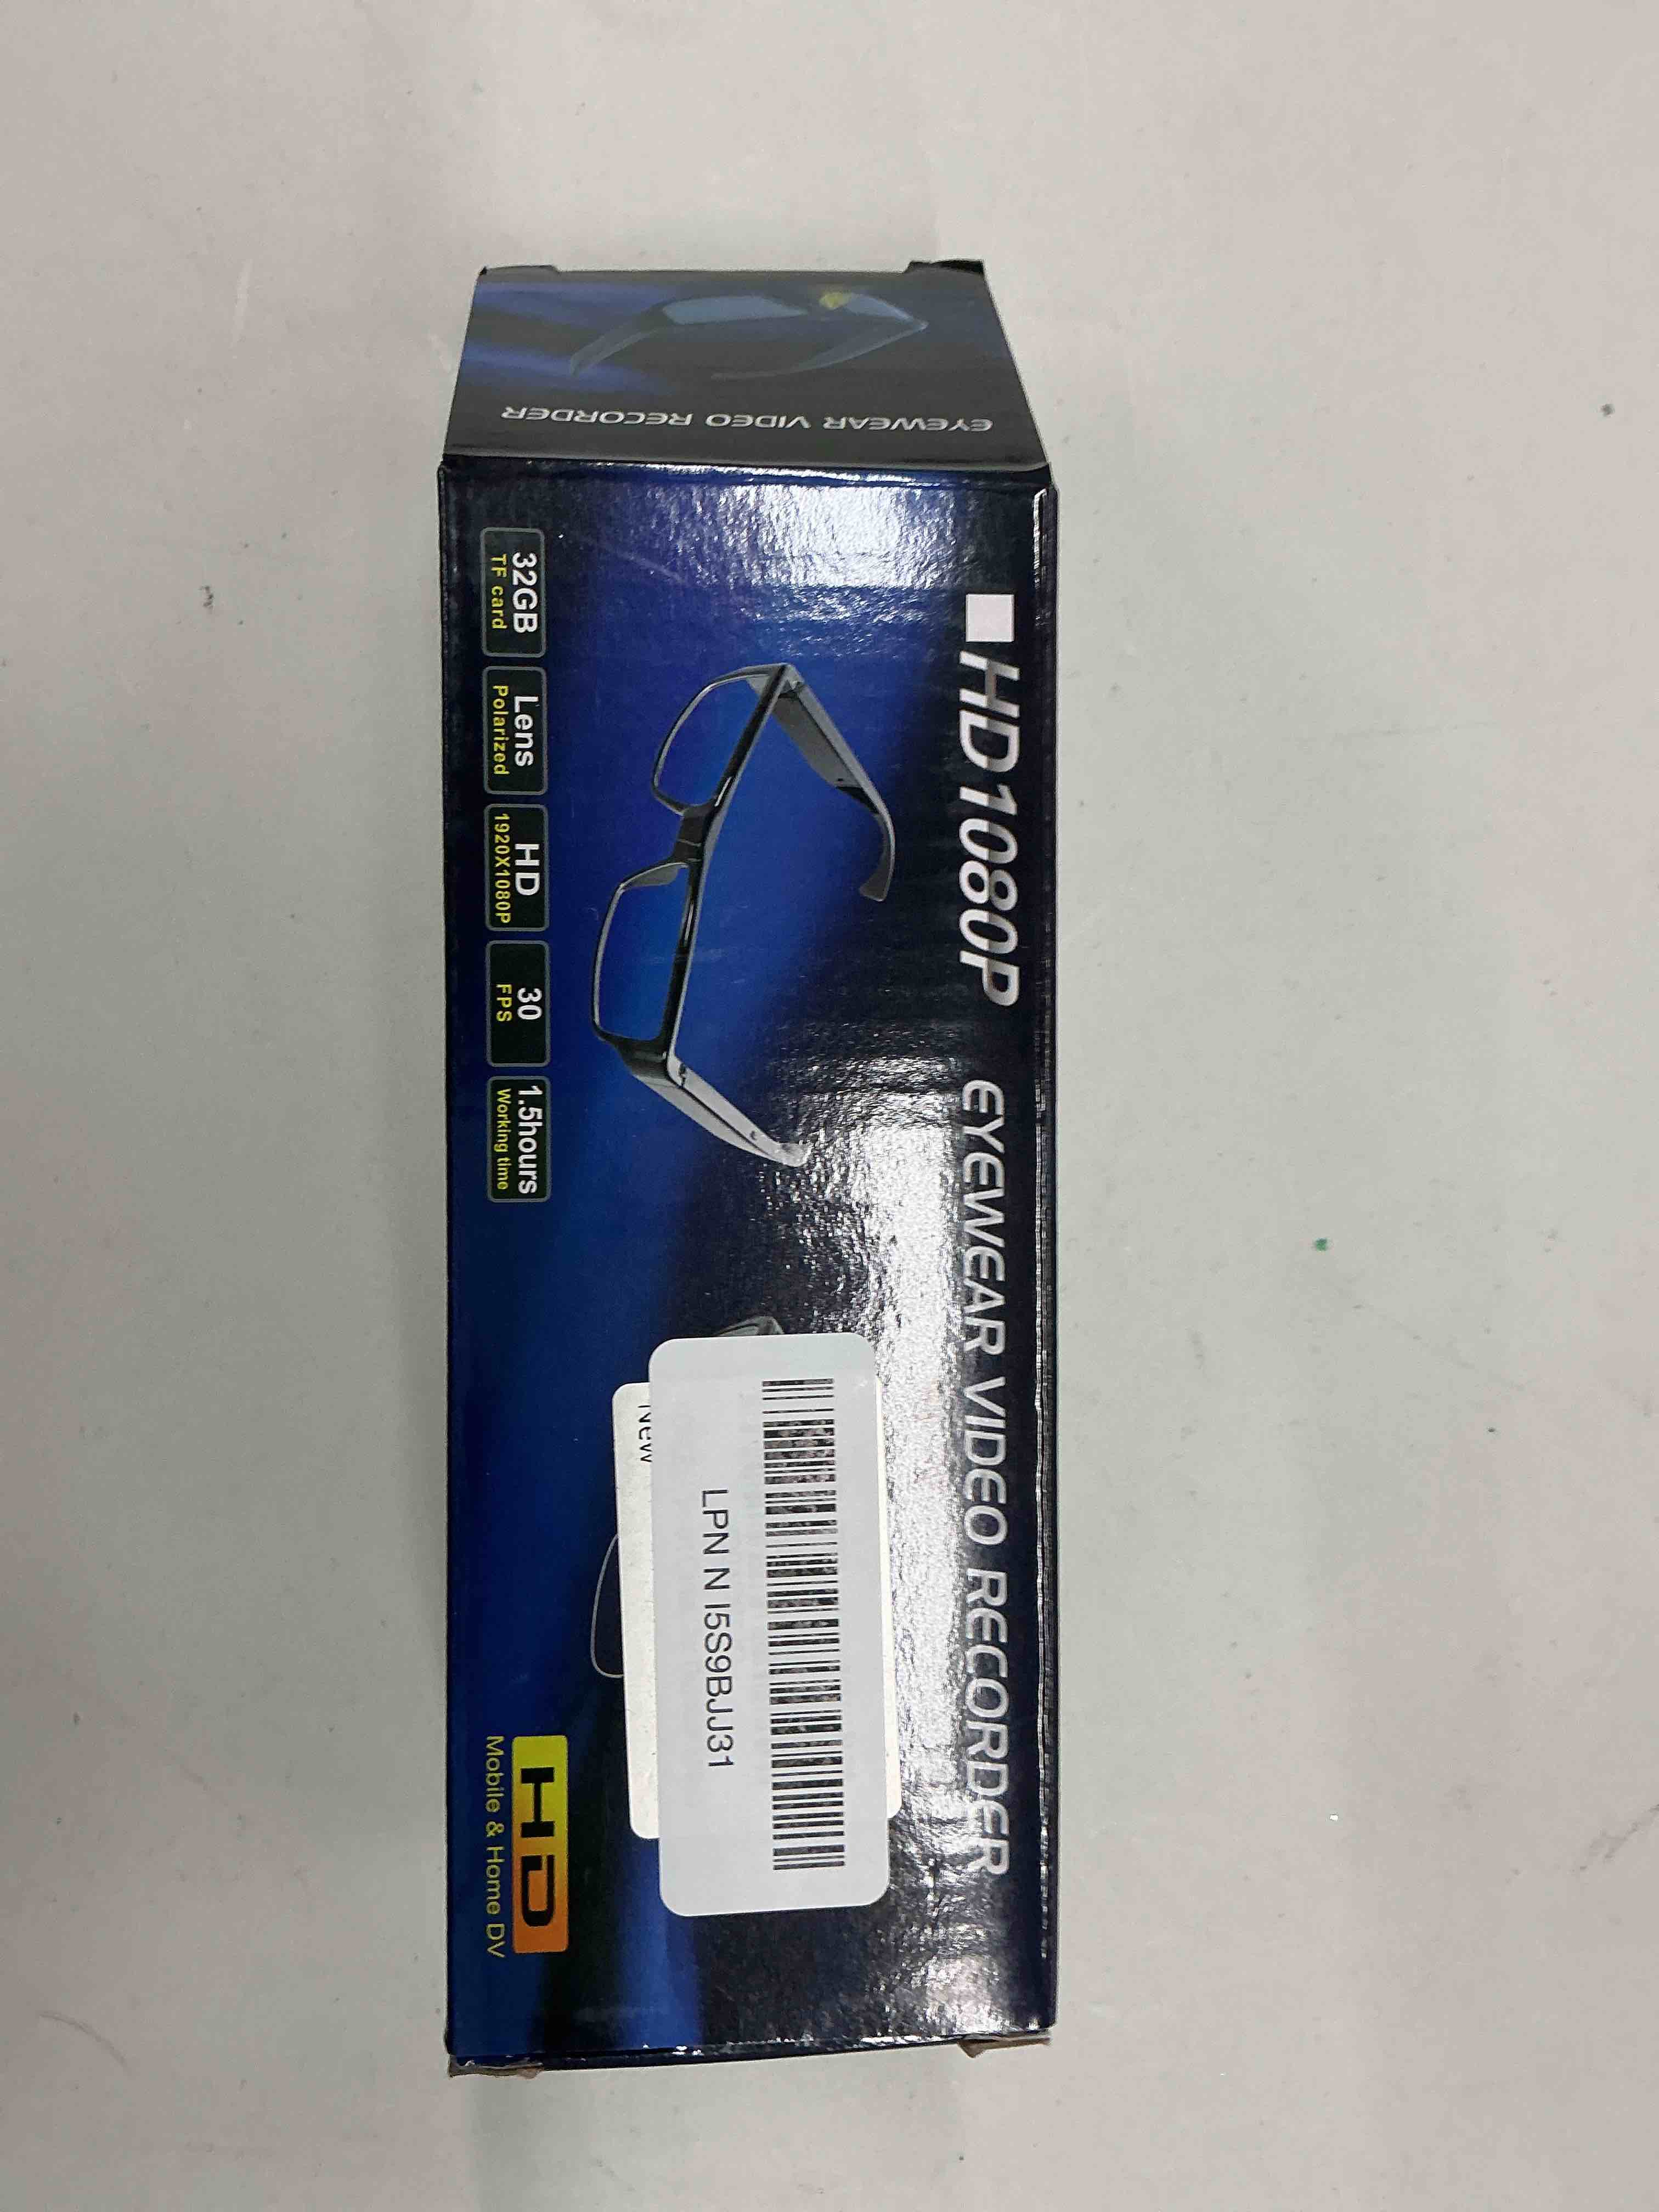 EYEWEAR VIDEO RECORDER
HD1080P EYEWEAR VIDEO RECORDER
New
LPN N I5S9BJJ31
32GB
TF card
Lens
Polarized
HD
1920X1080P
30
FPS
1.5hours
Working time
HD
Mobile & Home DV